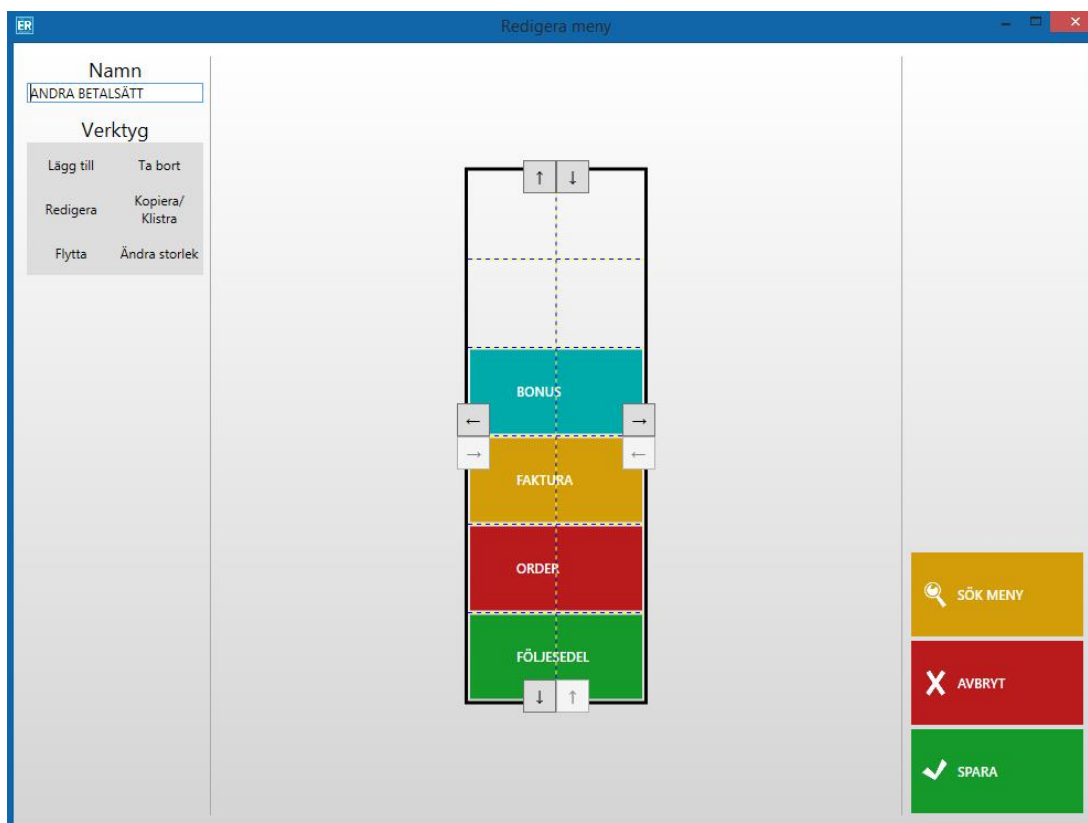 ER
Redigera meny
Namn
ANDRA BETALSÄTT
Verktyg
Lägg till
Ta bort
Redigera
Kopiera/
Klistra
Flytta
Ändra storlek
↑ ↓
BONUS
← →
→ ←
FAKTURA
ORDER
FÖLJESEDEL
↓ ↑
SÖK MENY
AVBRYT
SPARA